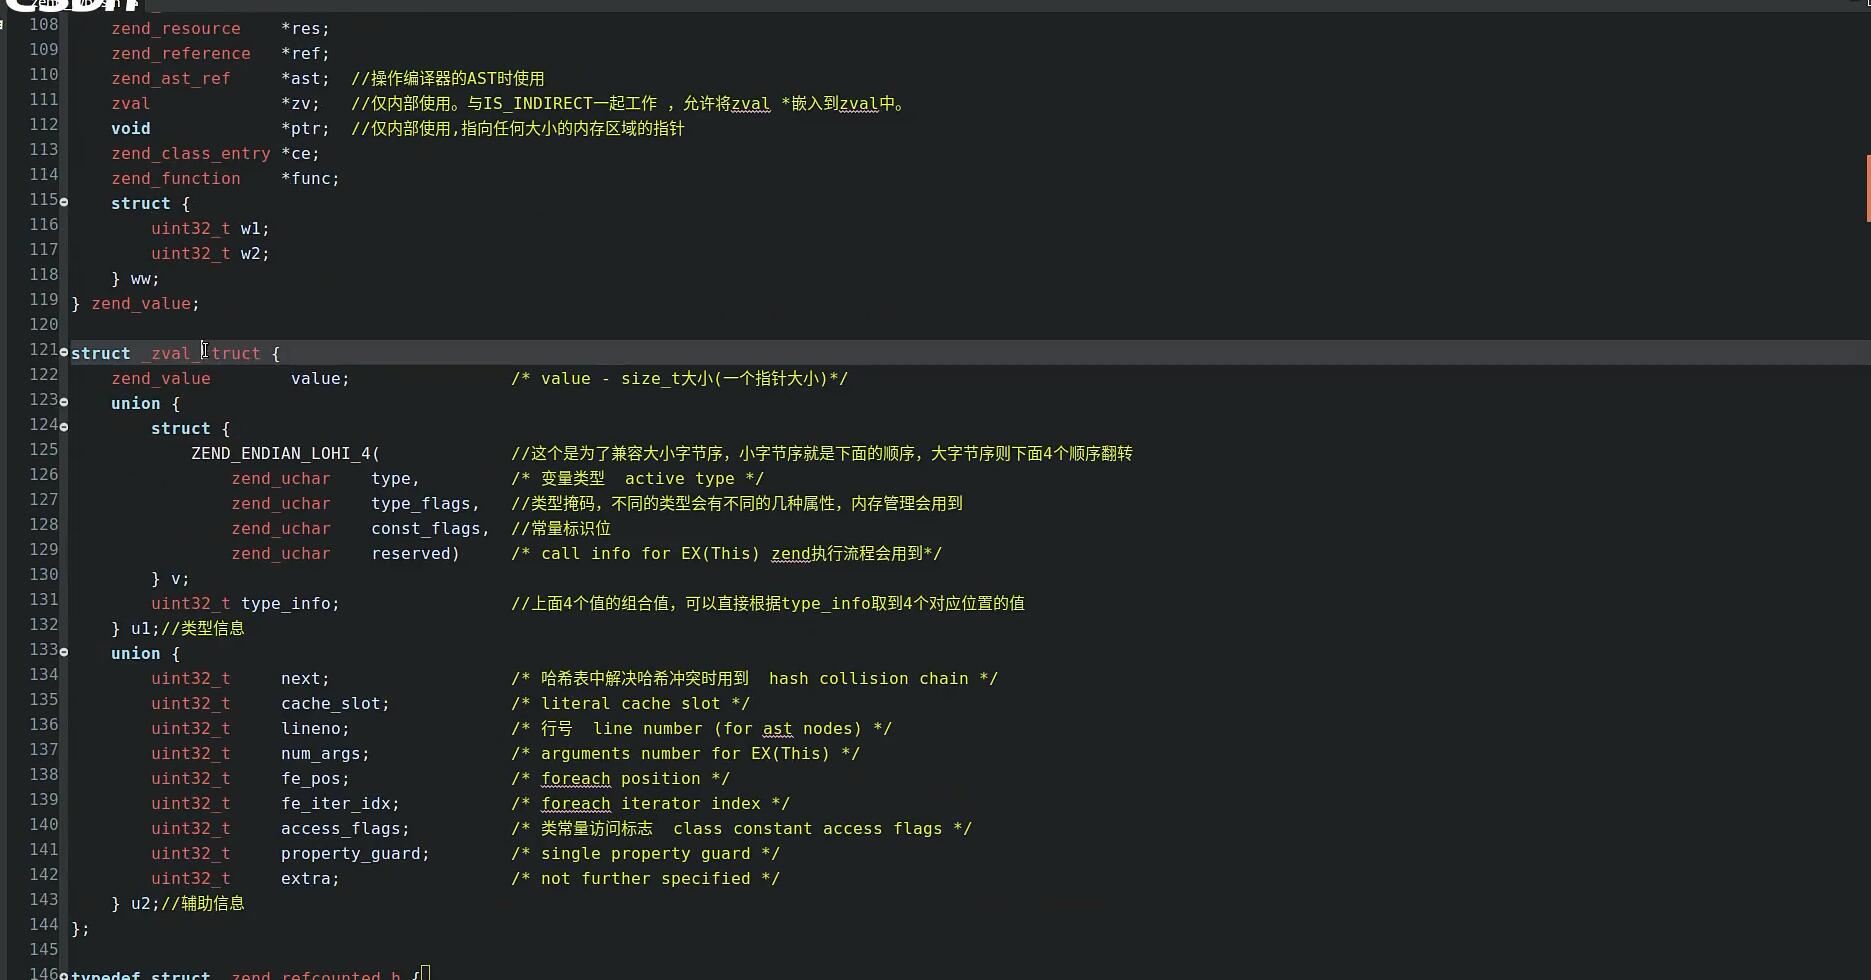 108 zend_resource *res;
109 zend_reference *ref;
110 zend_ast_ref *ast; //操作编译器的AST时使用
111 zval *zv; //仅内部使用。与IS_INDIRECT一起工作 ，允许将zval *嵌入到zval中。
112 void *ptr; //仅内部使用,指向任何大小的内存区域的指针
113 zend_class_entry *ce;
114 zend_function *func;
115 struct {
116 uint32_t w1;
117 uint32_t w2;
118 } ww;
119 } zend_value;
120
121 struct _zval_struct {
122 zend_value value; /* value - size_t大小(一个指针大小)*/
123 union {
124 struct {
125 ZEND_ENDIAN_LOHI_4( //这个是为了兼容大小字节序，小字节序就是下面的顺序，大字节序则下面4个顺序翻转
126 zend_uchar type, /* 变量类型 active type */
127 zend_uchar type_flags, //类型掩码，不同的类型会有不同的几种属性，内存管理会用到
128 zend_uchar const_flags, //常量标识位
129 zend_uchar reserved) /* call info for EX(This) zend执行流程会用到*/
130 } v;
131 uint32_t type_info; //上面4个值的组合值，可以直接根据type_info取到4个对应位置的值
132 } u1;//类型信息
133 union {
134 uint32_t next; /* 哈希表中解决哈希冲突时用到 hash collision chain */
135 uint32_t cache_slot; /* literal cache slot */
136 uint32_t lineno; /* 行号 line number (for ast nodes) */
137 uint32_t num_args; /* arguments number for EX(This) */
138 uint32_t fe_pos; /* foreach position */
139 uint32_t fe_iter_idx; /* foreach iterator index */
140 uint32_t access_flags; /* 类常量访问标志 class constant access flags */
141 uint32_t property_guard; /* single property guard */
142 uint32_t extra; /* not further specified */
143 } u2;//辅助信息
144 };
145
146 typedef struct _zend_refcounted_h {